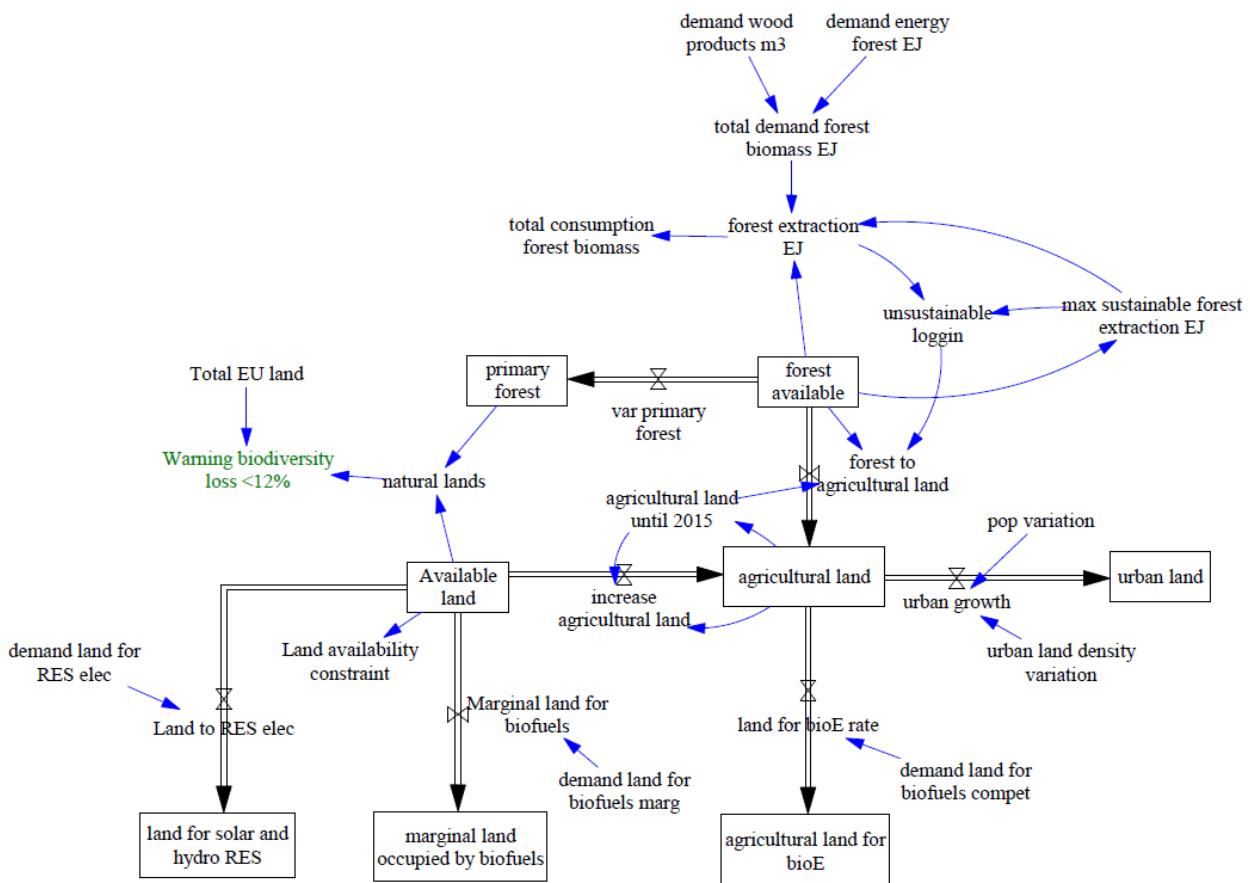 demand wood
products m3
demand energy
forest EJ
total demand forest
biomass EJ
total consumption
forest biomass
forest extraction
EJ
unsustainable
loggin
max sustainable forest
extraction EJ
Total EU land
primary
forest
forest
available
var primary
forest
Warning biodiversity
loss <12%
natural lands
forest to
agricultural land
agricultural land
until 2015
pop variation
Available
land
increase
agricultural land
agricultural land
urban growth
urban land
Land availability
constraint
urban land density
variation
demand land for
RES elec
Land to RES elec
Marginal land for
biofuels
land for bioE rate
demand land for
biofuels marg
demand land for
biofuels compet
land for solar and
hydro RES
marginal land
occupied by biofuels
agricultural land for
bioE